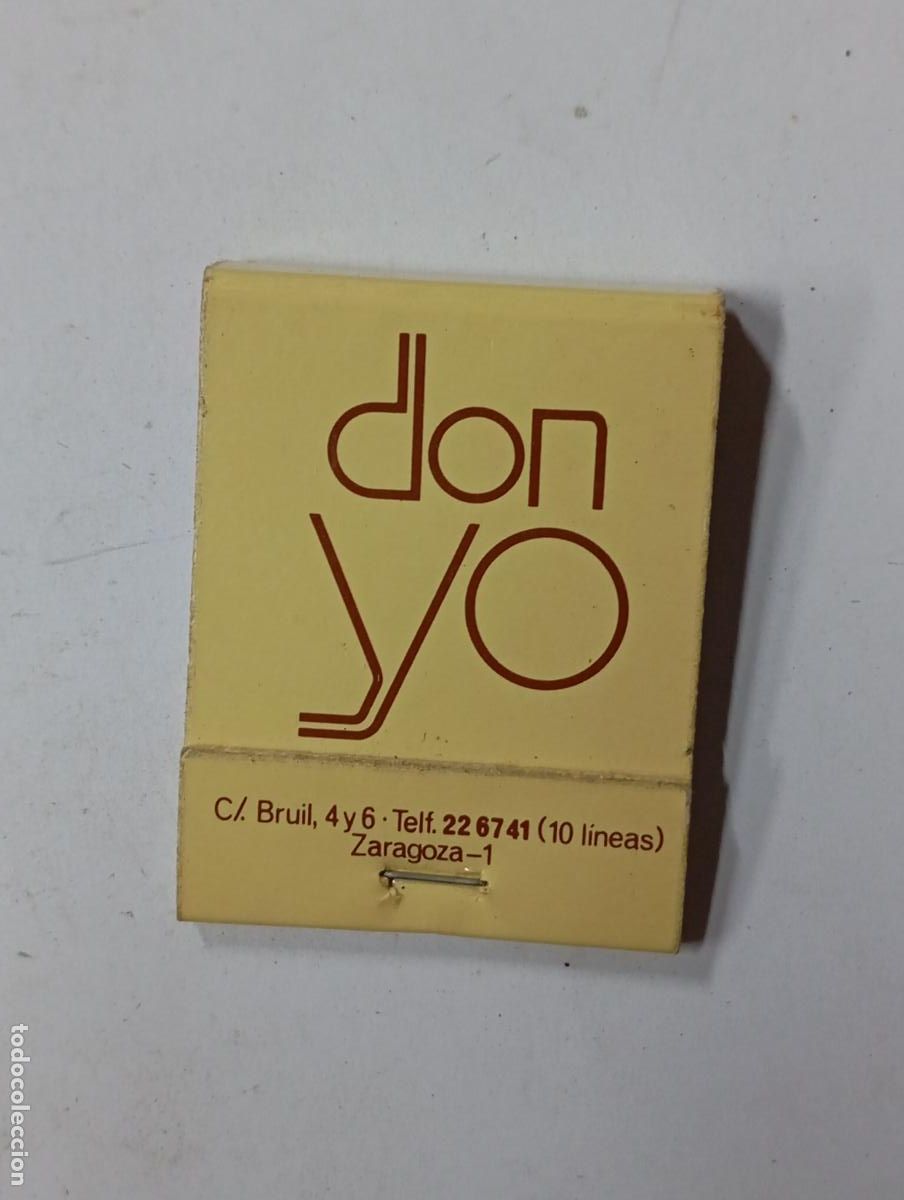 don
yo
C/. Bruil, 4 y 6 · Telf. 22 67 41 (10 líneas)
Zaragoza-1
todocoleccion